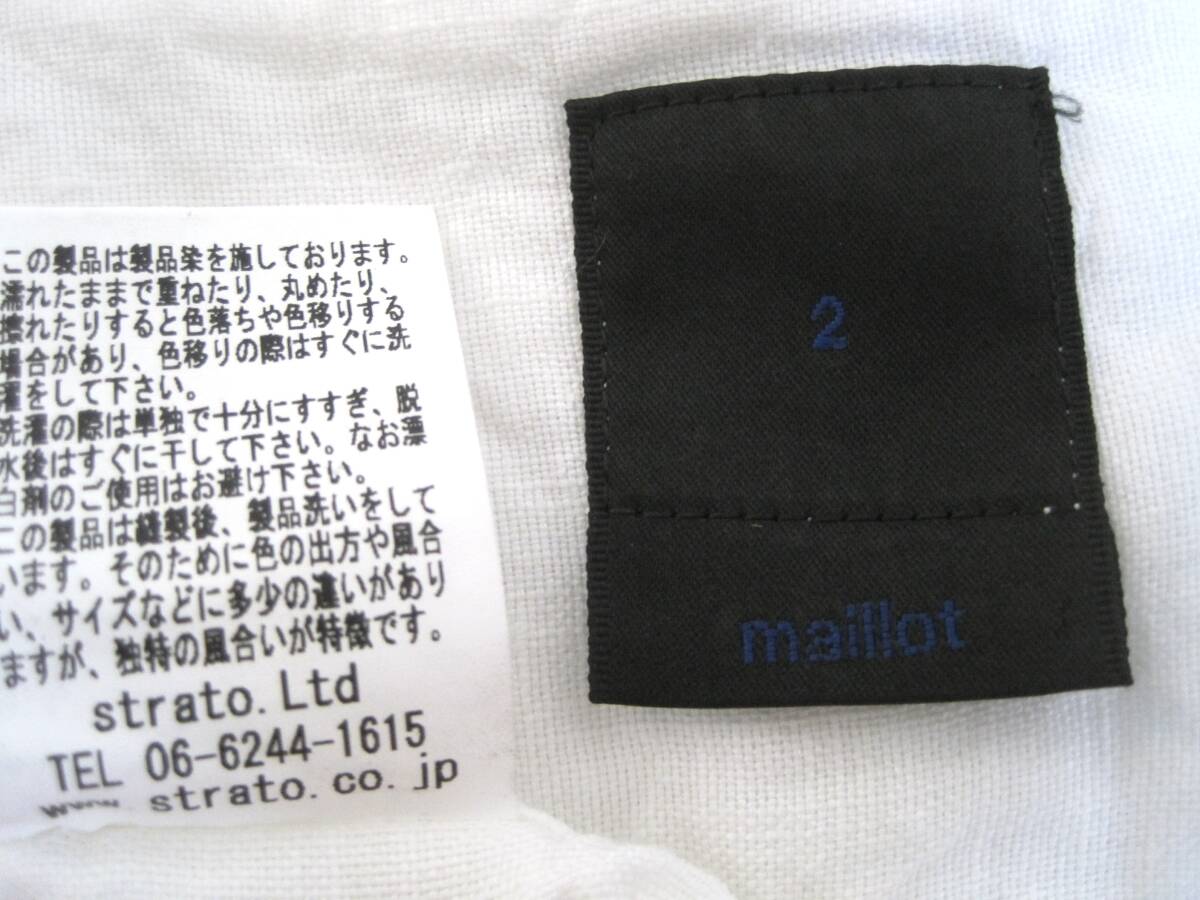 この製品は製品染を施しております。
濡れたままで重ねたり、丸めたり、
擦れたりすると色落ちや色移りする
場合があり、色移りの際はすぐに洗
濯をして下さい。
洗濯の際は単独で十分にすすぎ、脱
水後はすぐに干して下さい。なお漂
白剤のご使用はお避け下さい。
この製品は縫製後、製品洗いをして
います。そのために色の出方や風合
い、サイズなどに多少の違いがあり
ますが、独特の風合いが特徴です。
strato.Ltd
TEL 06-6244-1615
www.strato.co.jp
2
maillot